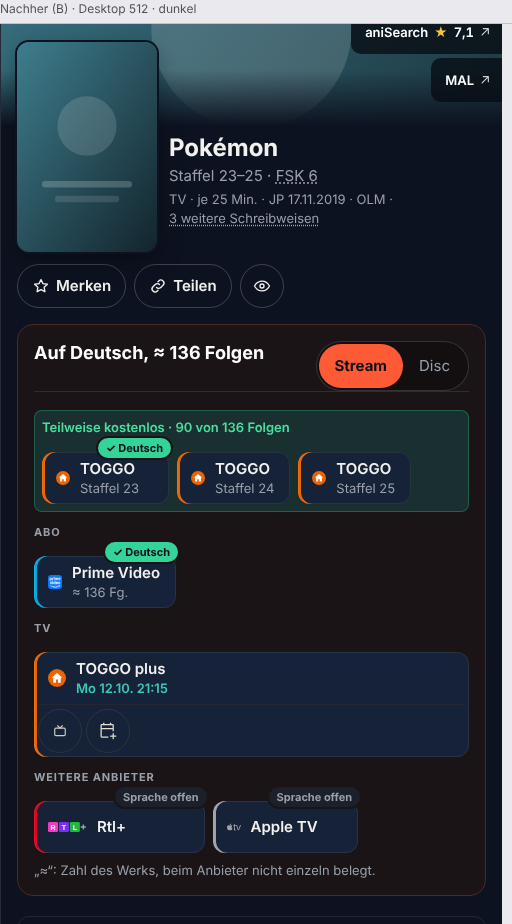 Nachher (B) · Desktop 512 · dunkel
aniSearch ★ 7,1 ↗
MAL ↗
Pokémon
Staffel 23–25 · FSK 6
TV · je 25 Min. · JP 17.11.2019 · OLM ·
3 weitere Schreibweisen
Merken
Teilen
Auf Deutsch, ≈ 136 Folgen
Stream
Disc
Teilweise kostenlos · 90 von 136 Folgen
✓ Deutsch
TOGGO
Staffel 23
TOGGO
Staffel 24
TOGGO
Staffel 25
ABO
✓ Deutsch
prime video
Prime Video
≈ 136 Fg.
TV
TOGGO plus
Mo 12.10. 21:15
WEITERE ANBIETER
Sprache offen
RTL+
Rtl+
Sprache offen
tv
Apple TV
„≈“: Zahl des Werks, beim Anbieter nicht einzeln belegt.